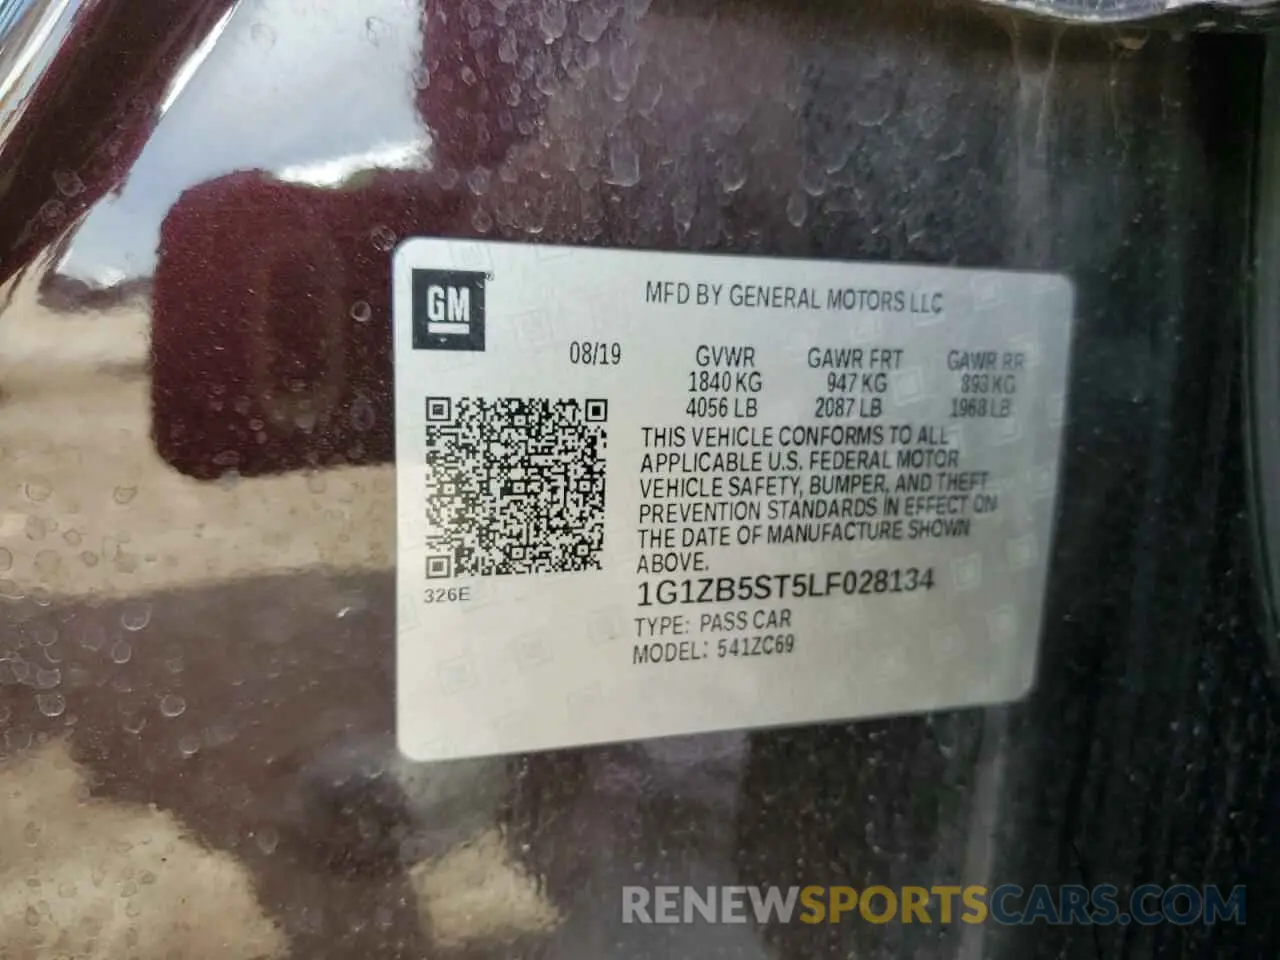 GM
MFD BY GENERAL MOTORS LLC
08/19 GVWR GAWR FRT GAWR RR
1840 KG 947 KG 893 KG
4056 LB 2087 LB 1968 LB
THIS VEHICLE CONFORMS TO ALL
APPLICABLE U.S. FEDERAL MOTOR
VEHICLE SAFETY, BUMPER, AND THEFT
PREVENTION STANDARDS IN EFFECT ON
THE DATE OF MANUFACTURE SHOWN
ABOVE.
326E
1G1ZB5ST5LF028134
TYPE: PASS CAR
MODEL: 541ZC69
RENEWSPORTSCARS.COM